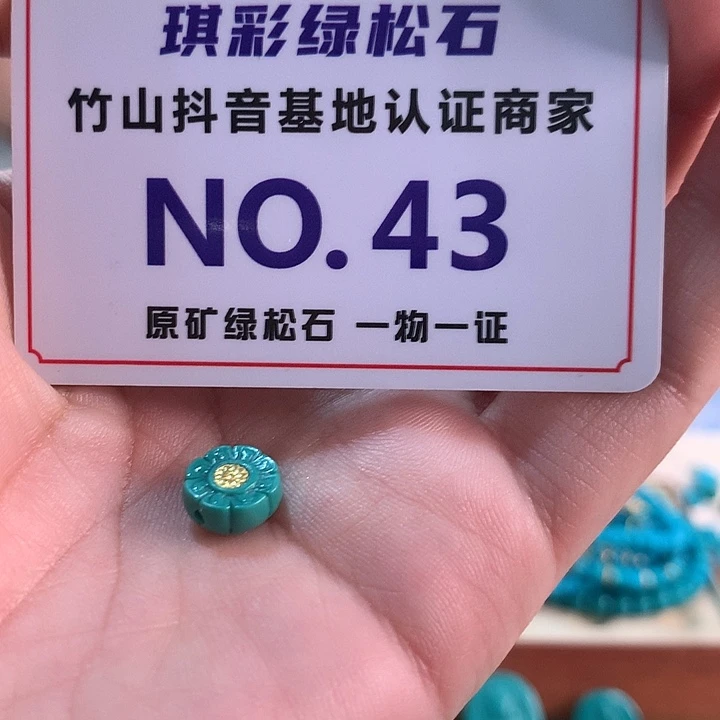 琪彩绿松石
竹山抖音基地认证商家
NO.43
原矿绿松石 一物一证